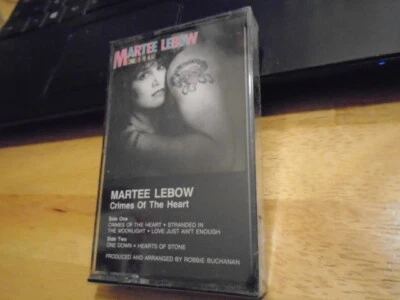 MARTEE LEBOW
MARTEE LEBOW
Crimes Of The Heart
Side One
CRIMES OF THE HEART • STRANDED IN
THE MOONLIGHT • LOVE JUST AIN'T ENOUGH
Side Two
ONE DOWN • HEARTS OF STONE
PRODUCED AND ARRANGED BY ROBBIE BUCHANAN